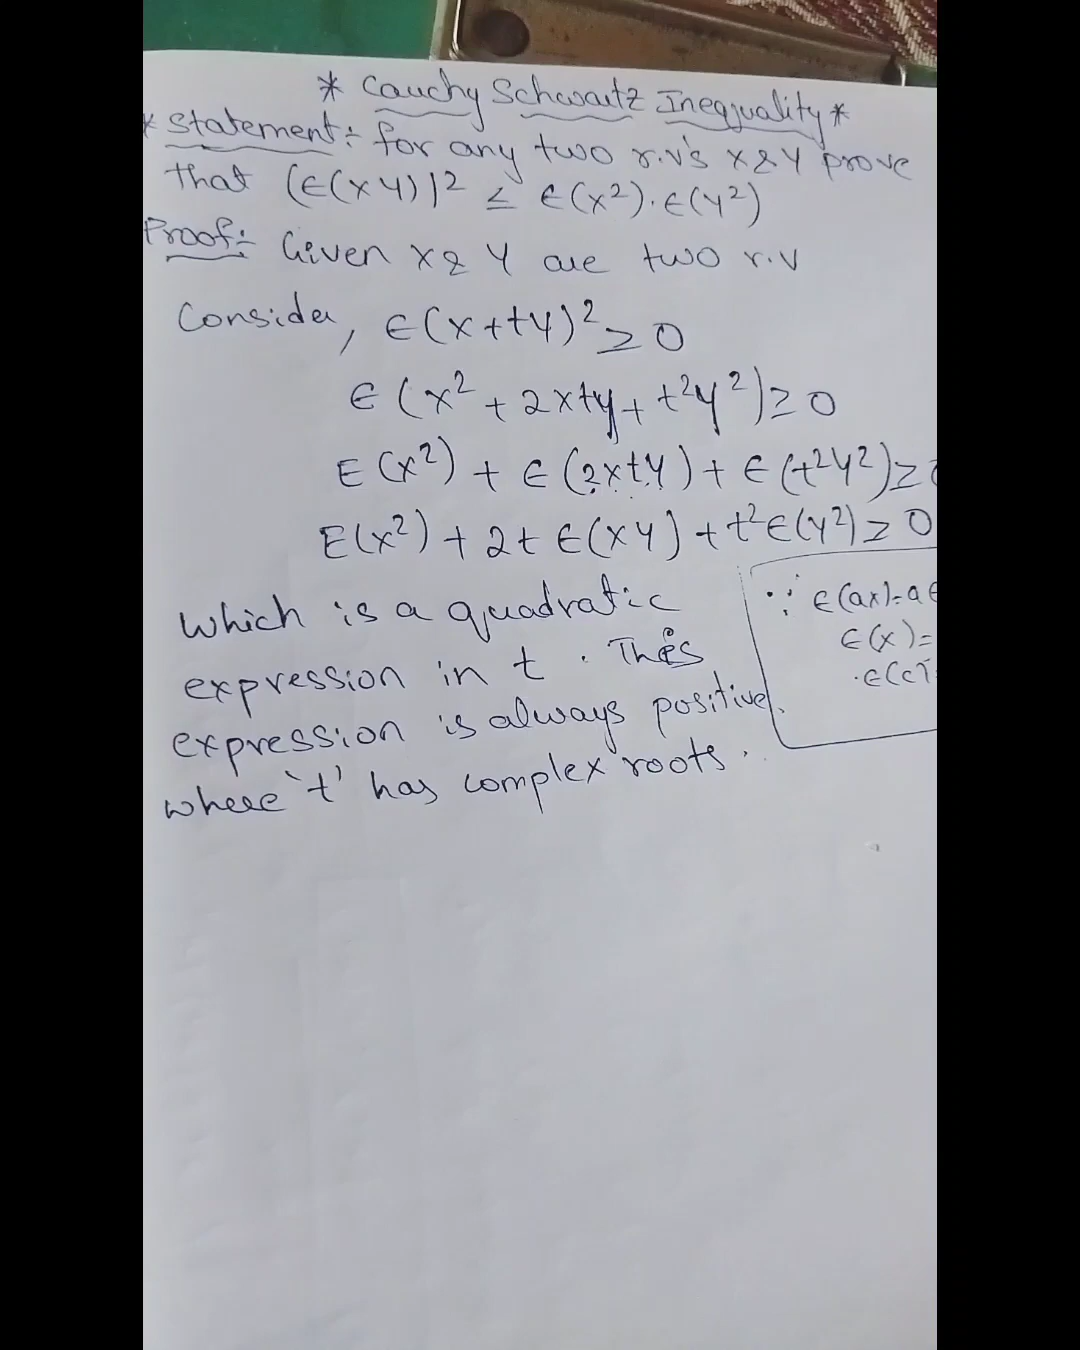 * Cauchy Schwartz Inequality *
* Statement:- for any two r.v's X & Y prove
that (E(XY))² ≤ E(X²).E(Y²)
Proof:- Given X & Y are two r.v
Consider, E(X+tY)² ≥ 0
E(X² + 2XtY + t²Y²) ≥ 0
E(X²) + E(2XtY) + E(t²Y²) ≥ 0
E(X²) + 2t E(XY) + t²E(Y²) ≥ 0
∵ E(ax)=aE
E(x)=
E(c)=
which is a quadratic
expression in t. This
expression is always positive.
where 't' has complex roots.